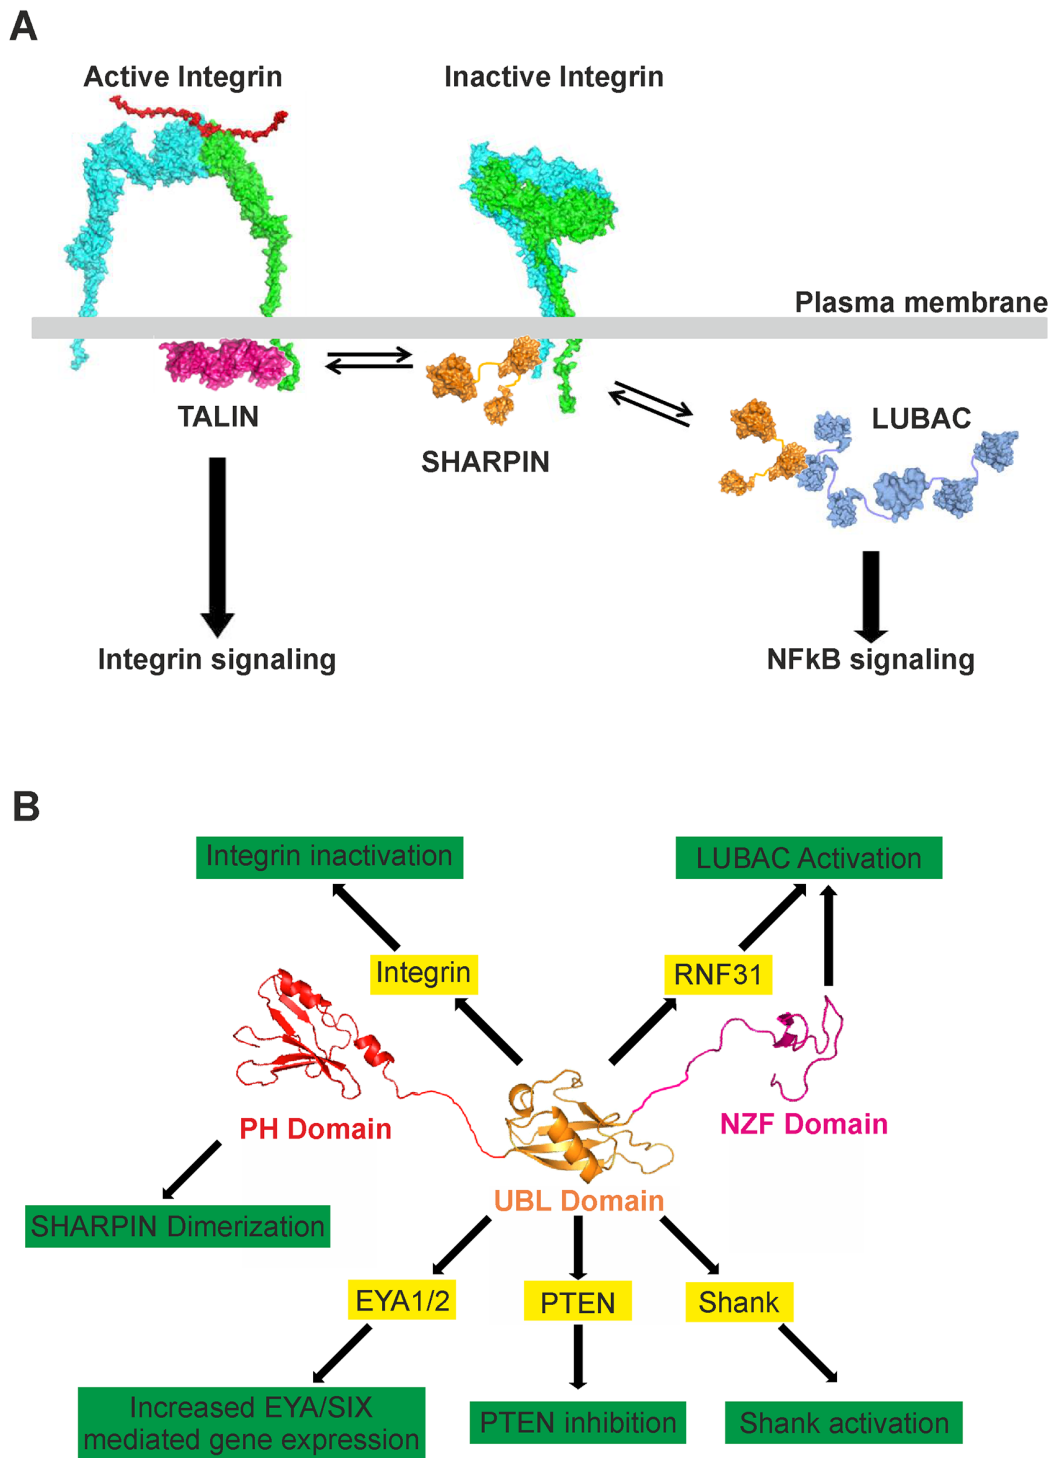 A
Active Integrin
Inactive Integrin
Plasma membrane
TALIN
SHARPIN
LUBAC
Integrin signaling
NFkB signaling
B
Integrin inactivation
LUBAC Activation
Integrin
RNF31
PH Domain
NZF Domain
UBL Domain
SHARPIN Dimerization
EYA1/2
PTEN
Shank
Increased EYA/SIX
mediated gene expression
PTEN inhibition
Shank activation